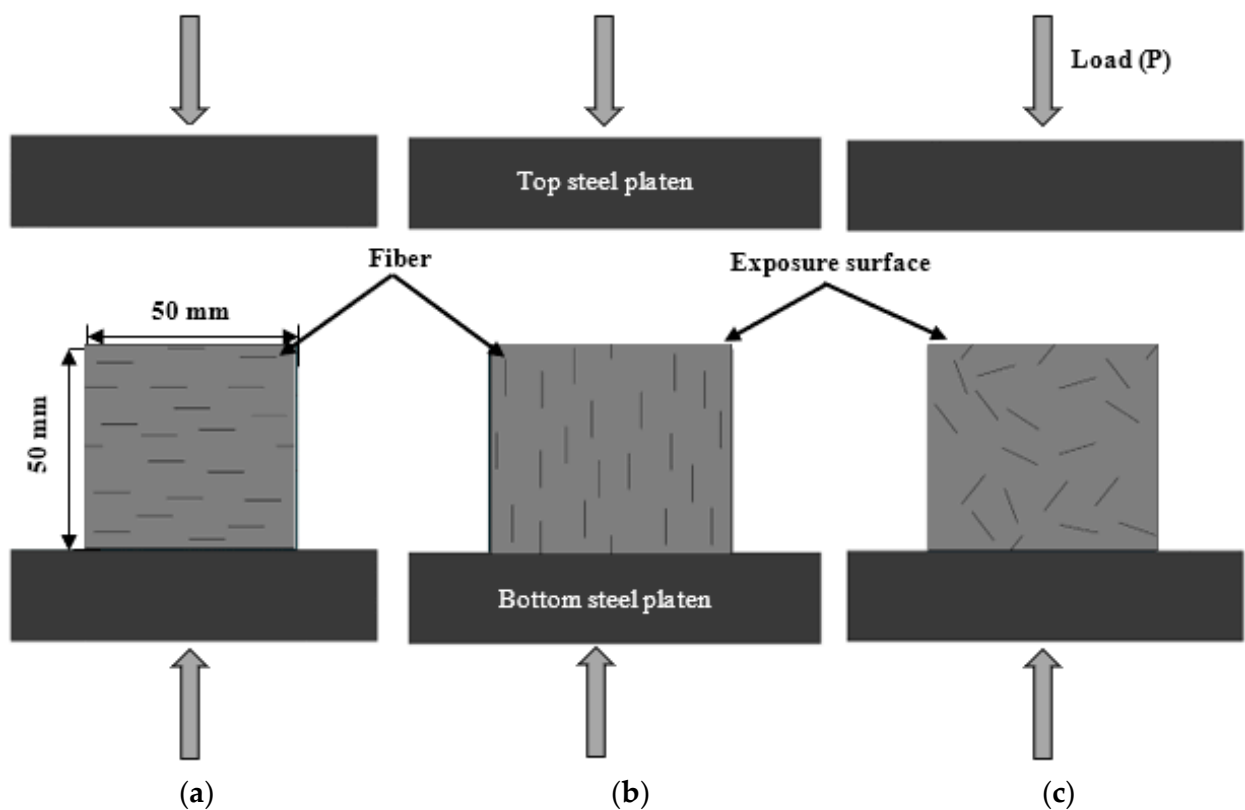 Load (P)
Top steel platen
Fiber
Exposure surface
50 mm
50 mm
Bottom steel platen
(a)
(b)
(c)